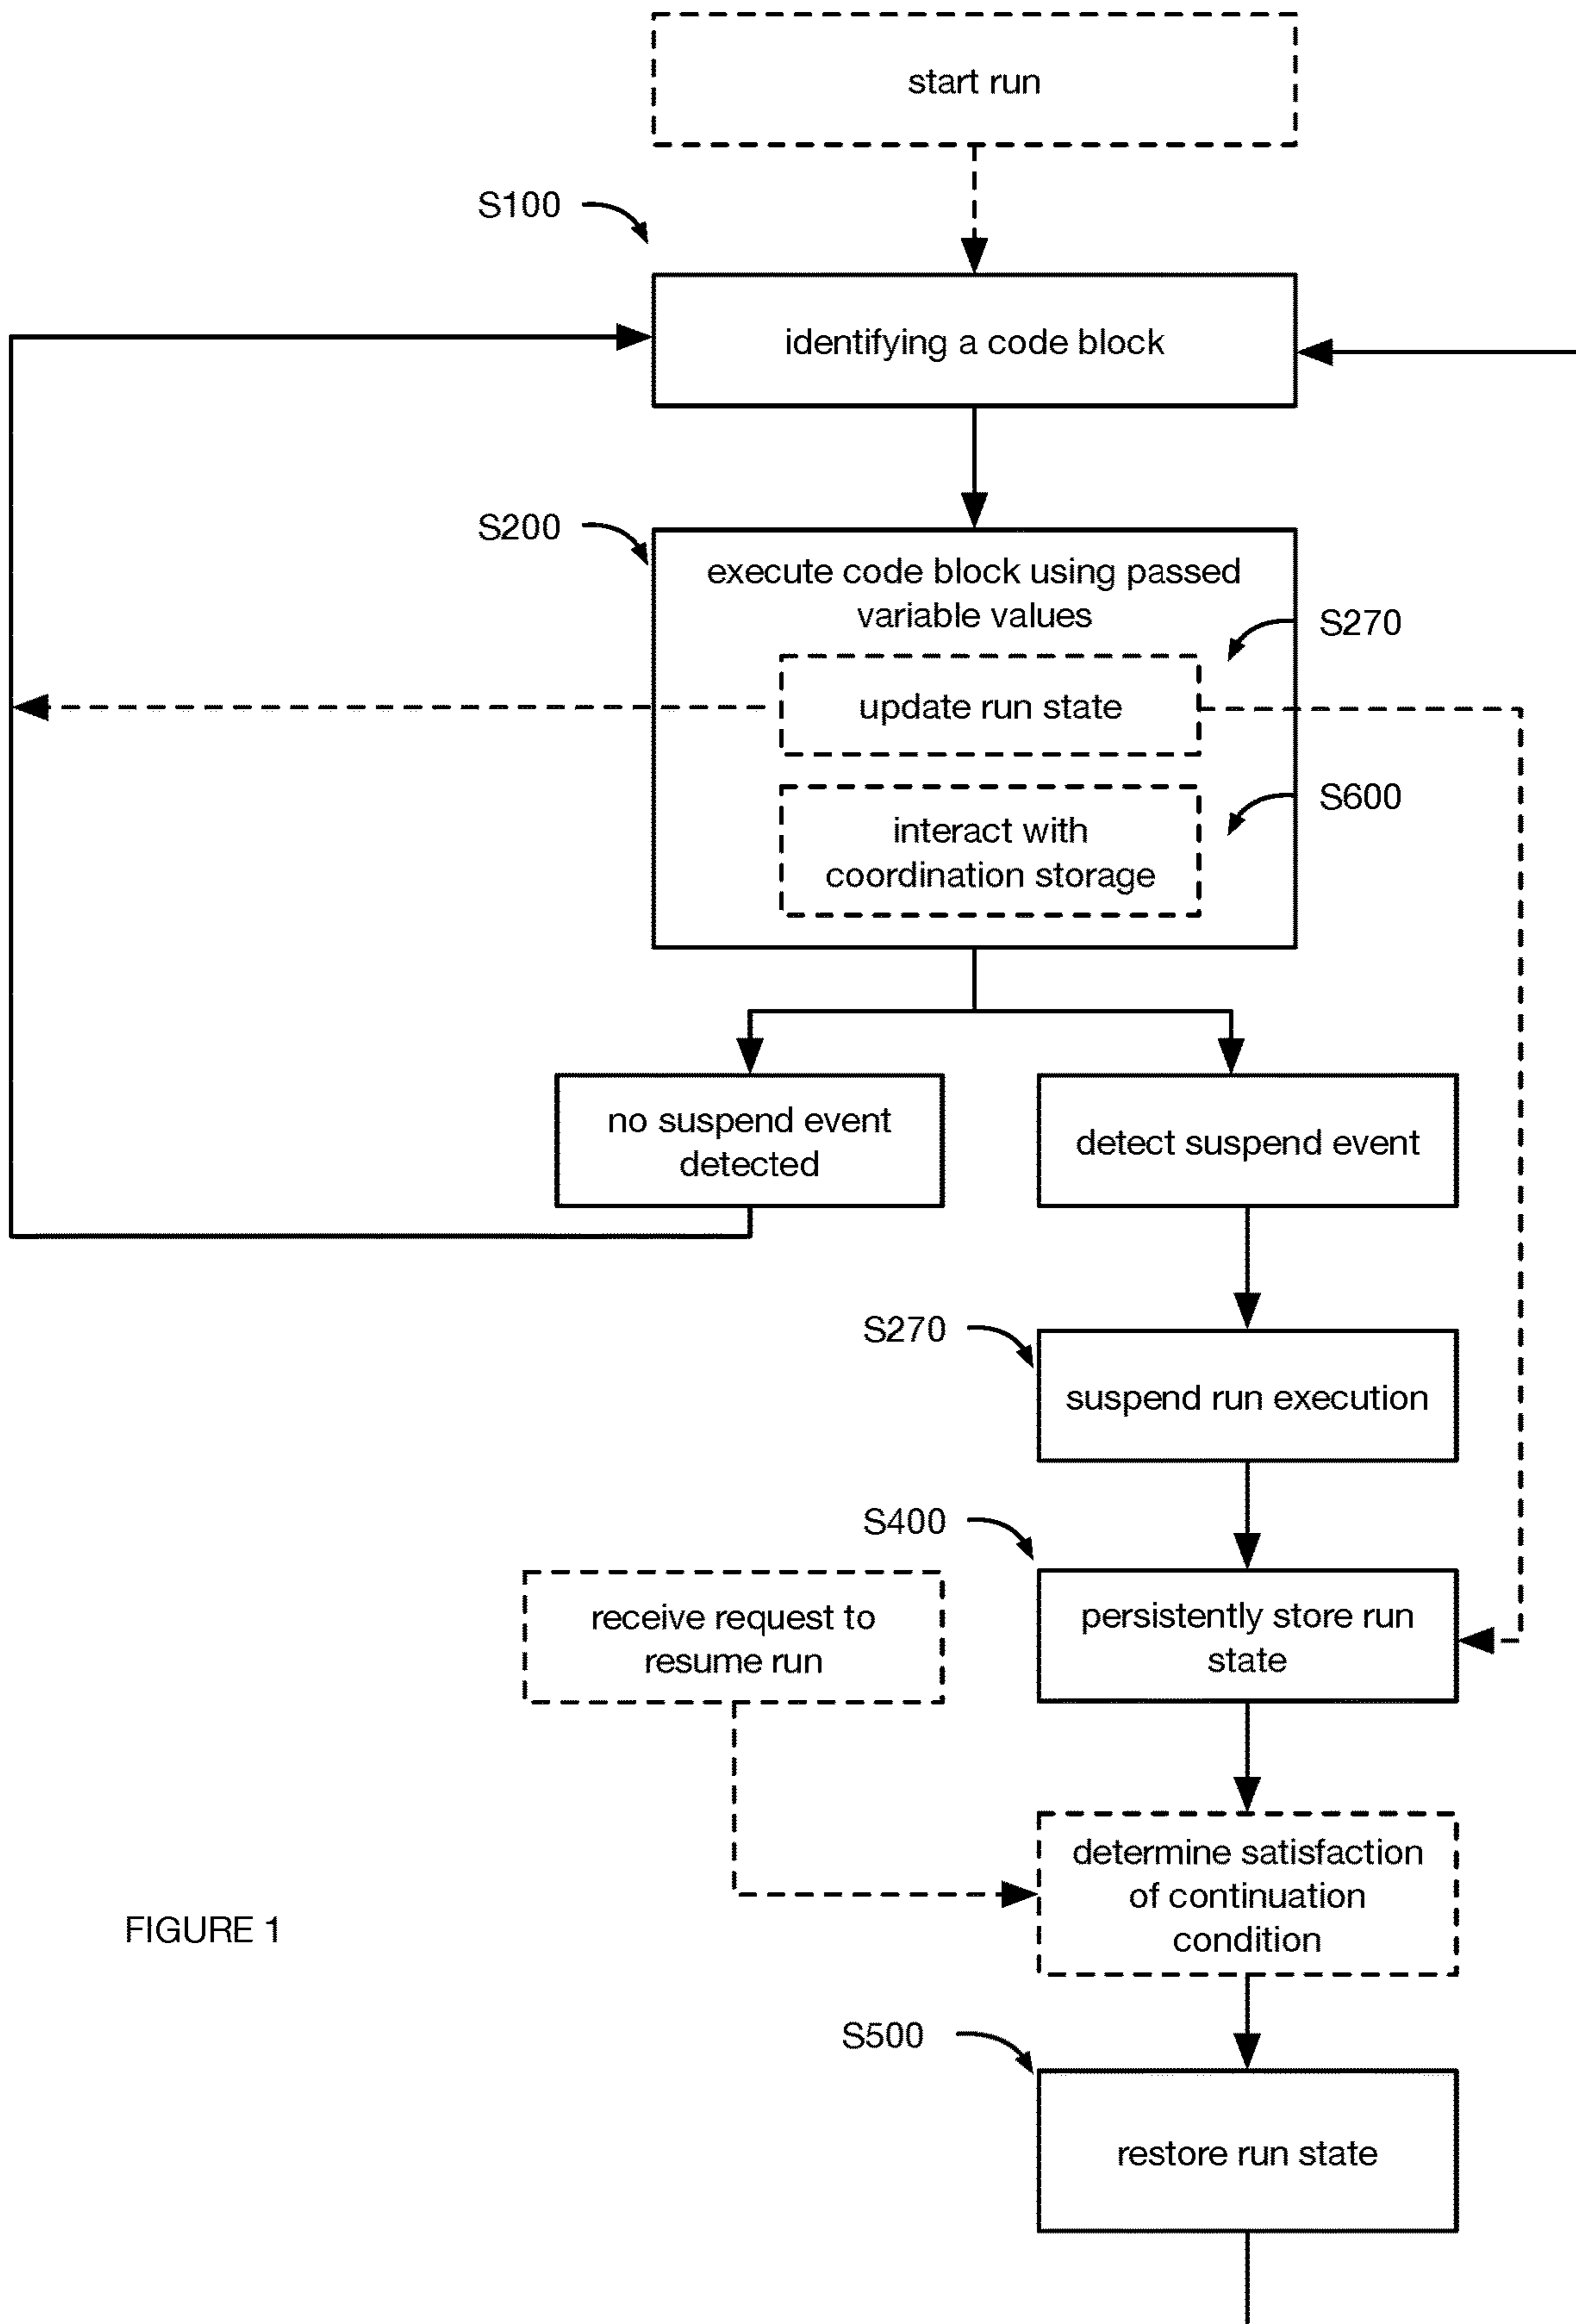 start run
S100
identifying a code block
S200
execute code block using passed
variable values
S270
update run state
S600
interact with
coordination storage
no suspend event
detected
detect suspend event
S270
suspend run execution
S400
receive request to
resume run
persistently store run
state
determine satisfaction
of continuation
condition
FIGURE 1
S500
restore run state